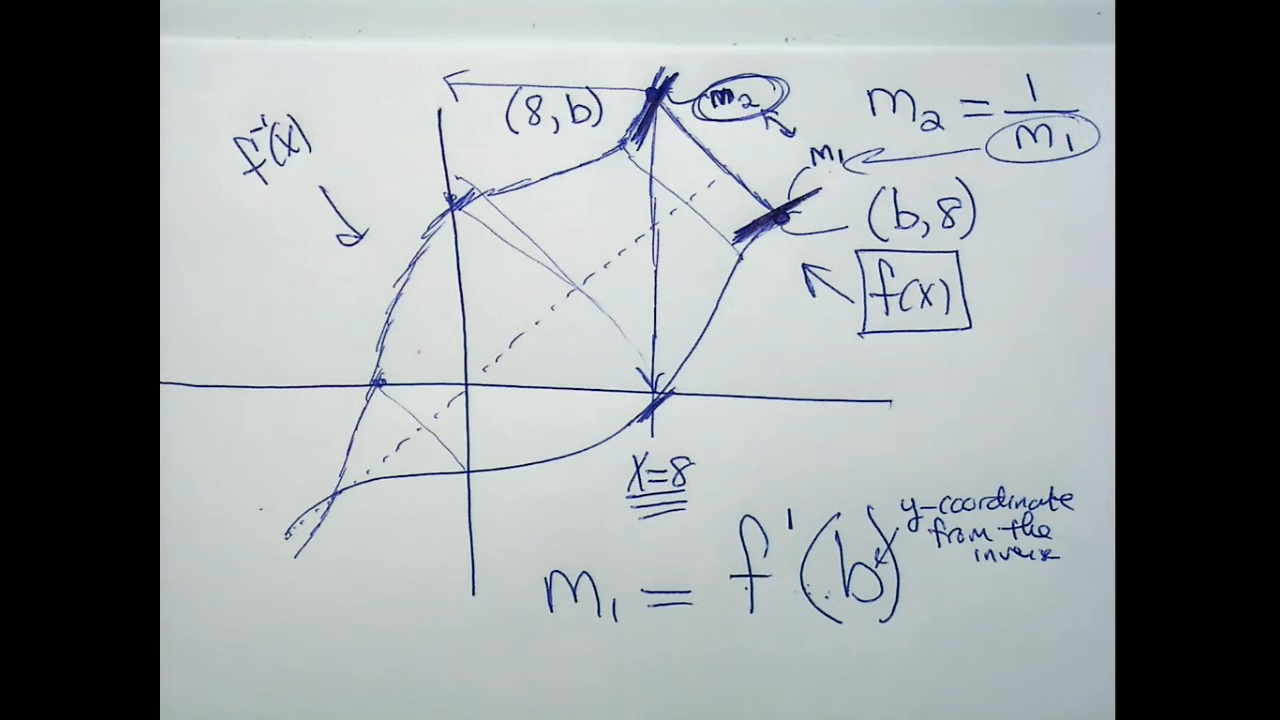 f⁻¹(x)
(8, b)
m₂
m₂ = 1/m₁
m₁
(b, 8)
f(x)
x=8
m₁ = f'(b)
y-coordinate
from the
inverse